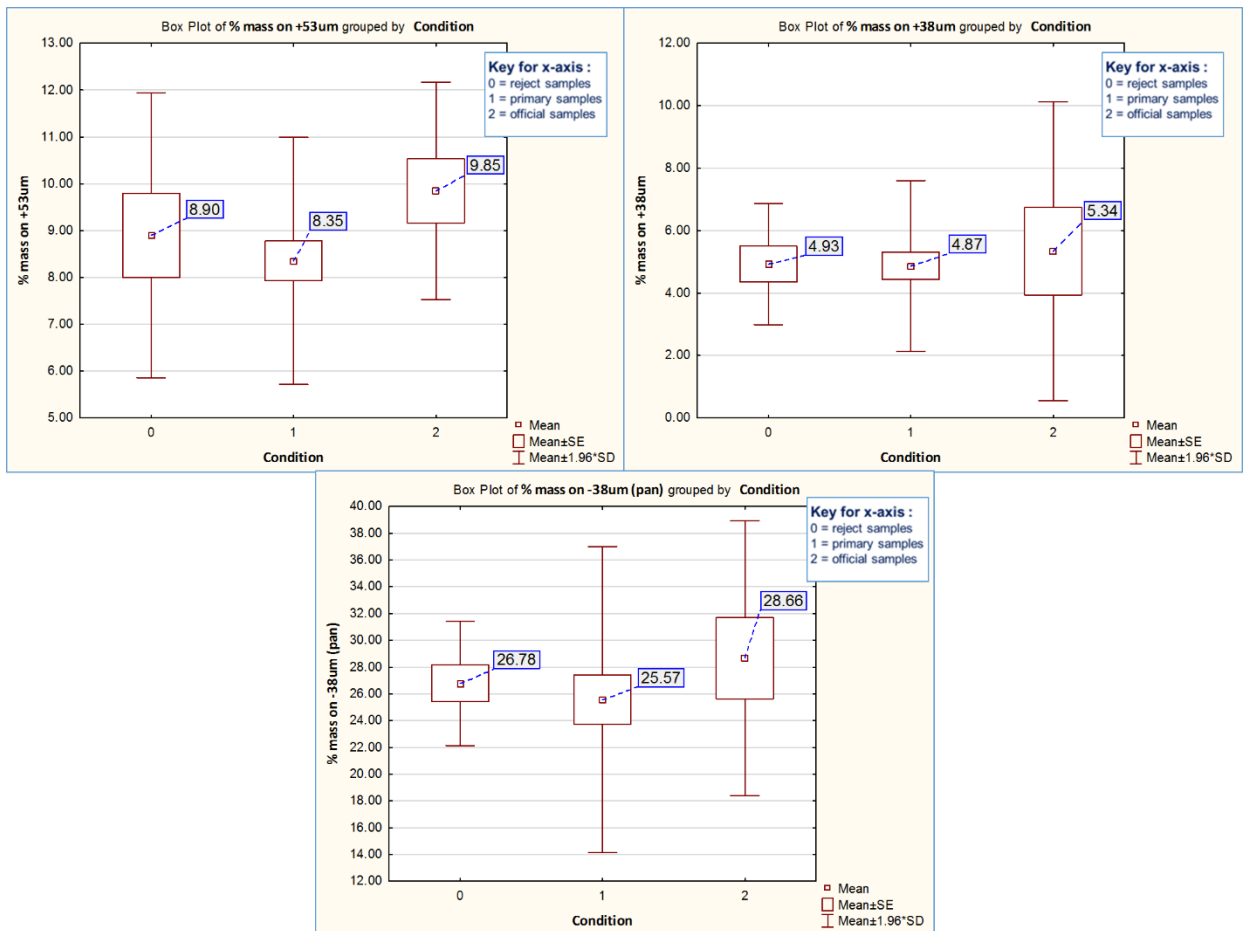 Box Plot of % mass on +53um grouped by Condition
13.00
12.00
11.00
10.00
9.00
8.00
7.00
6.00
5.00
% mass on +53um
Key for x-axis :
0 = reject samples
1 = primary samples
2 = official samples
8.90
8.35
9.85
0
1
2
Condition
Mean
Mean±SE
Mean±1.96*SD
Box Plot of % mass on +38um grouped by Condition
12.00
10.00
8.00
6.00
4.00
2.00
0.00
% mass on +38um
Key for x-axis :
0 = reject samples
1 = primary samples
2 = official samples
4.93
4.87
5.34
0
1
2
Condition
Mean
Mean±SE
Mean±1.96*SD
Box Plot of % mass on -38um (pan) grouped by Condition
40.00
38.00
36.00
34.00
32.00
30.00
28.00
26.00
24.00
22.00
20.00
18.00
16.00
14.00
12.00
% mass on -38um (pan)
Key for x-axis :
0 = reject samples
1 = primary samples
2 = official samples
26.78
25.57
28.66
0
1
2
Condition
Mean
Mean±SE
Mean±1.96*SD